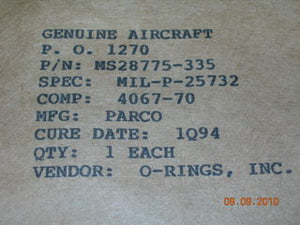 GENUINE AIRCRAFT
P. O. 1270
P/N: MS28775-335
SPEC: MIL-P-25732
COMP: 4067-70
MFG: PARCO
CURE DATE: 1Q94
QTY: 1 EACH
VENDOR: O-RINGS, INC.
09.09.2010